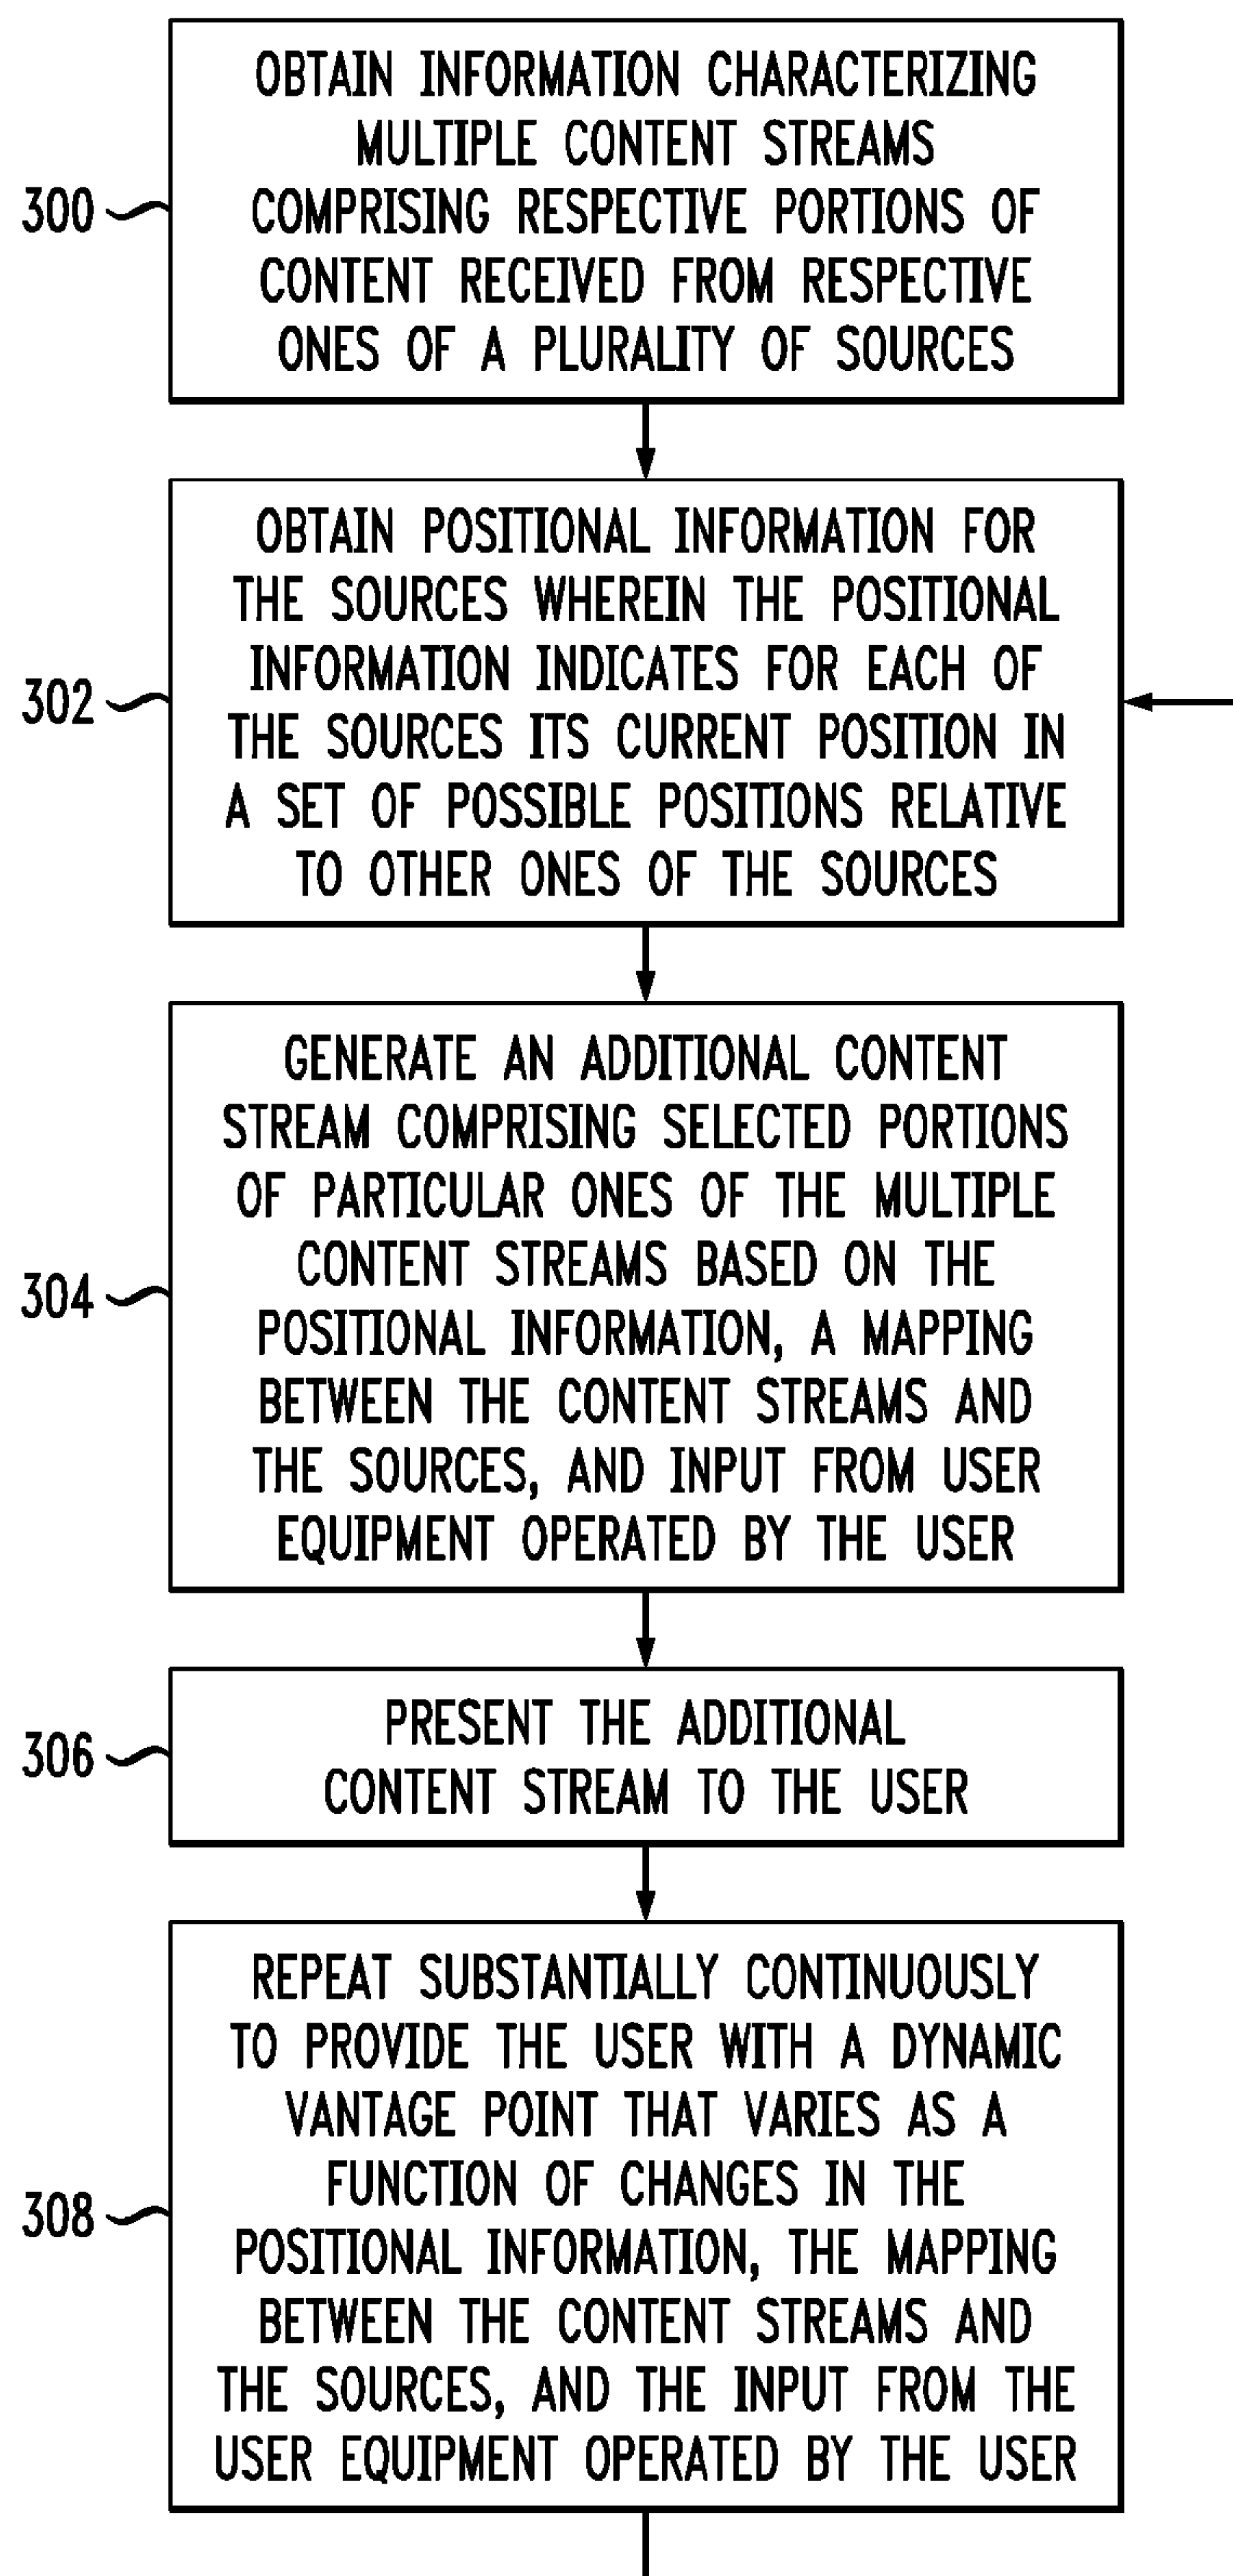 OBTAIN INFORMATION CHARACTERIZING
MULTIPLE CONTENT STREAMS
300
COMPRISING RESPECTIVE PORTIONS OF
CONTENT RECEIVED FROM RESPECTIVE
ONES OF A PLURALITY OF SOURCES
OBTAIN POSITIONAL INFORMATION FOR
THE SOURCES WHEREIN THE POSITIONAL
INFORMATION INDICATES FOR EACH OF
302
THE SOURCES ITS CURRENT POSITION IN
A SET OF POSSIBLE POSITIONS RELATIVE
TO OTHER ONES OF THE SOURCES
GENERATE AN ADDITIONAL CONTENT
STREAM COMPRISING SELECTED PORTIONS
OF PARTICULAR ONES OF THE MULTIPLE
CONTENT STREAMS BASED ON THE
304
POSITIONAL INFORMATION, A MAPPING
BETWEEN THE CONTENT STREAMS AND
THE SOURCES, AND INPUT FROM USER
EQUIPMENT OPERATED BY THE USER
306
PRESENT THE ADDITIONAL
CONTENT STREAM TO THE USER
REPEAT SUBSTANTIALLY CONTINUOUSLY
TO PROVIDE THE USER WITH A DYNAMIC
VANTAGE POINT THAT VARIES AS A
FUNCTION OF CHANGES IN THE
308
POSITIONAL INFORMATION, THE MAPPING
BETWEEN THE CONTENT STREAMS AND
THE SOURCES, AND THE INPUT FROM THE
USER EQUIPMENT OPERATED BY THE USER